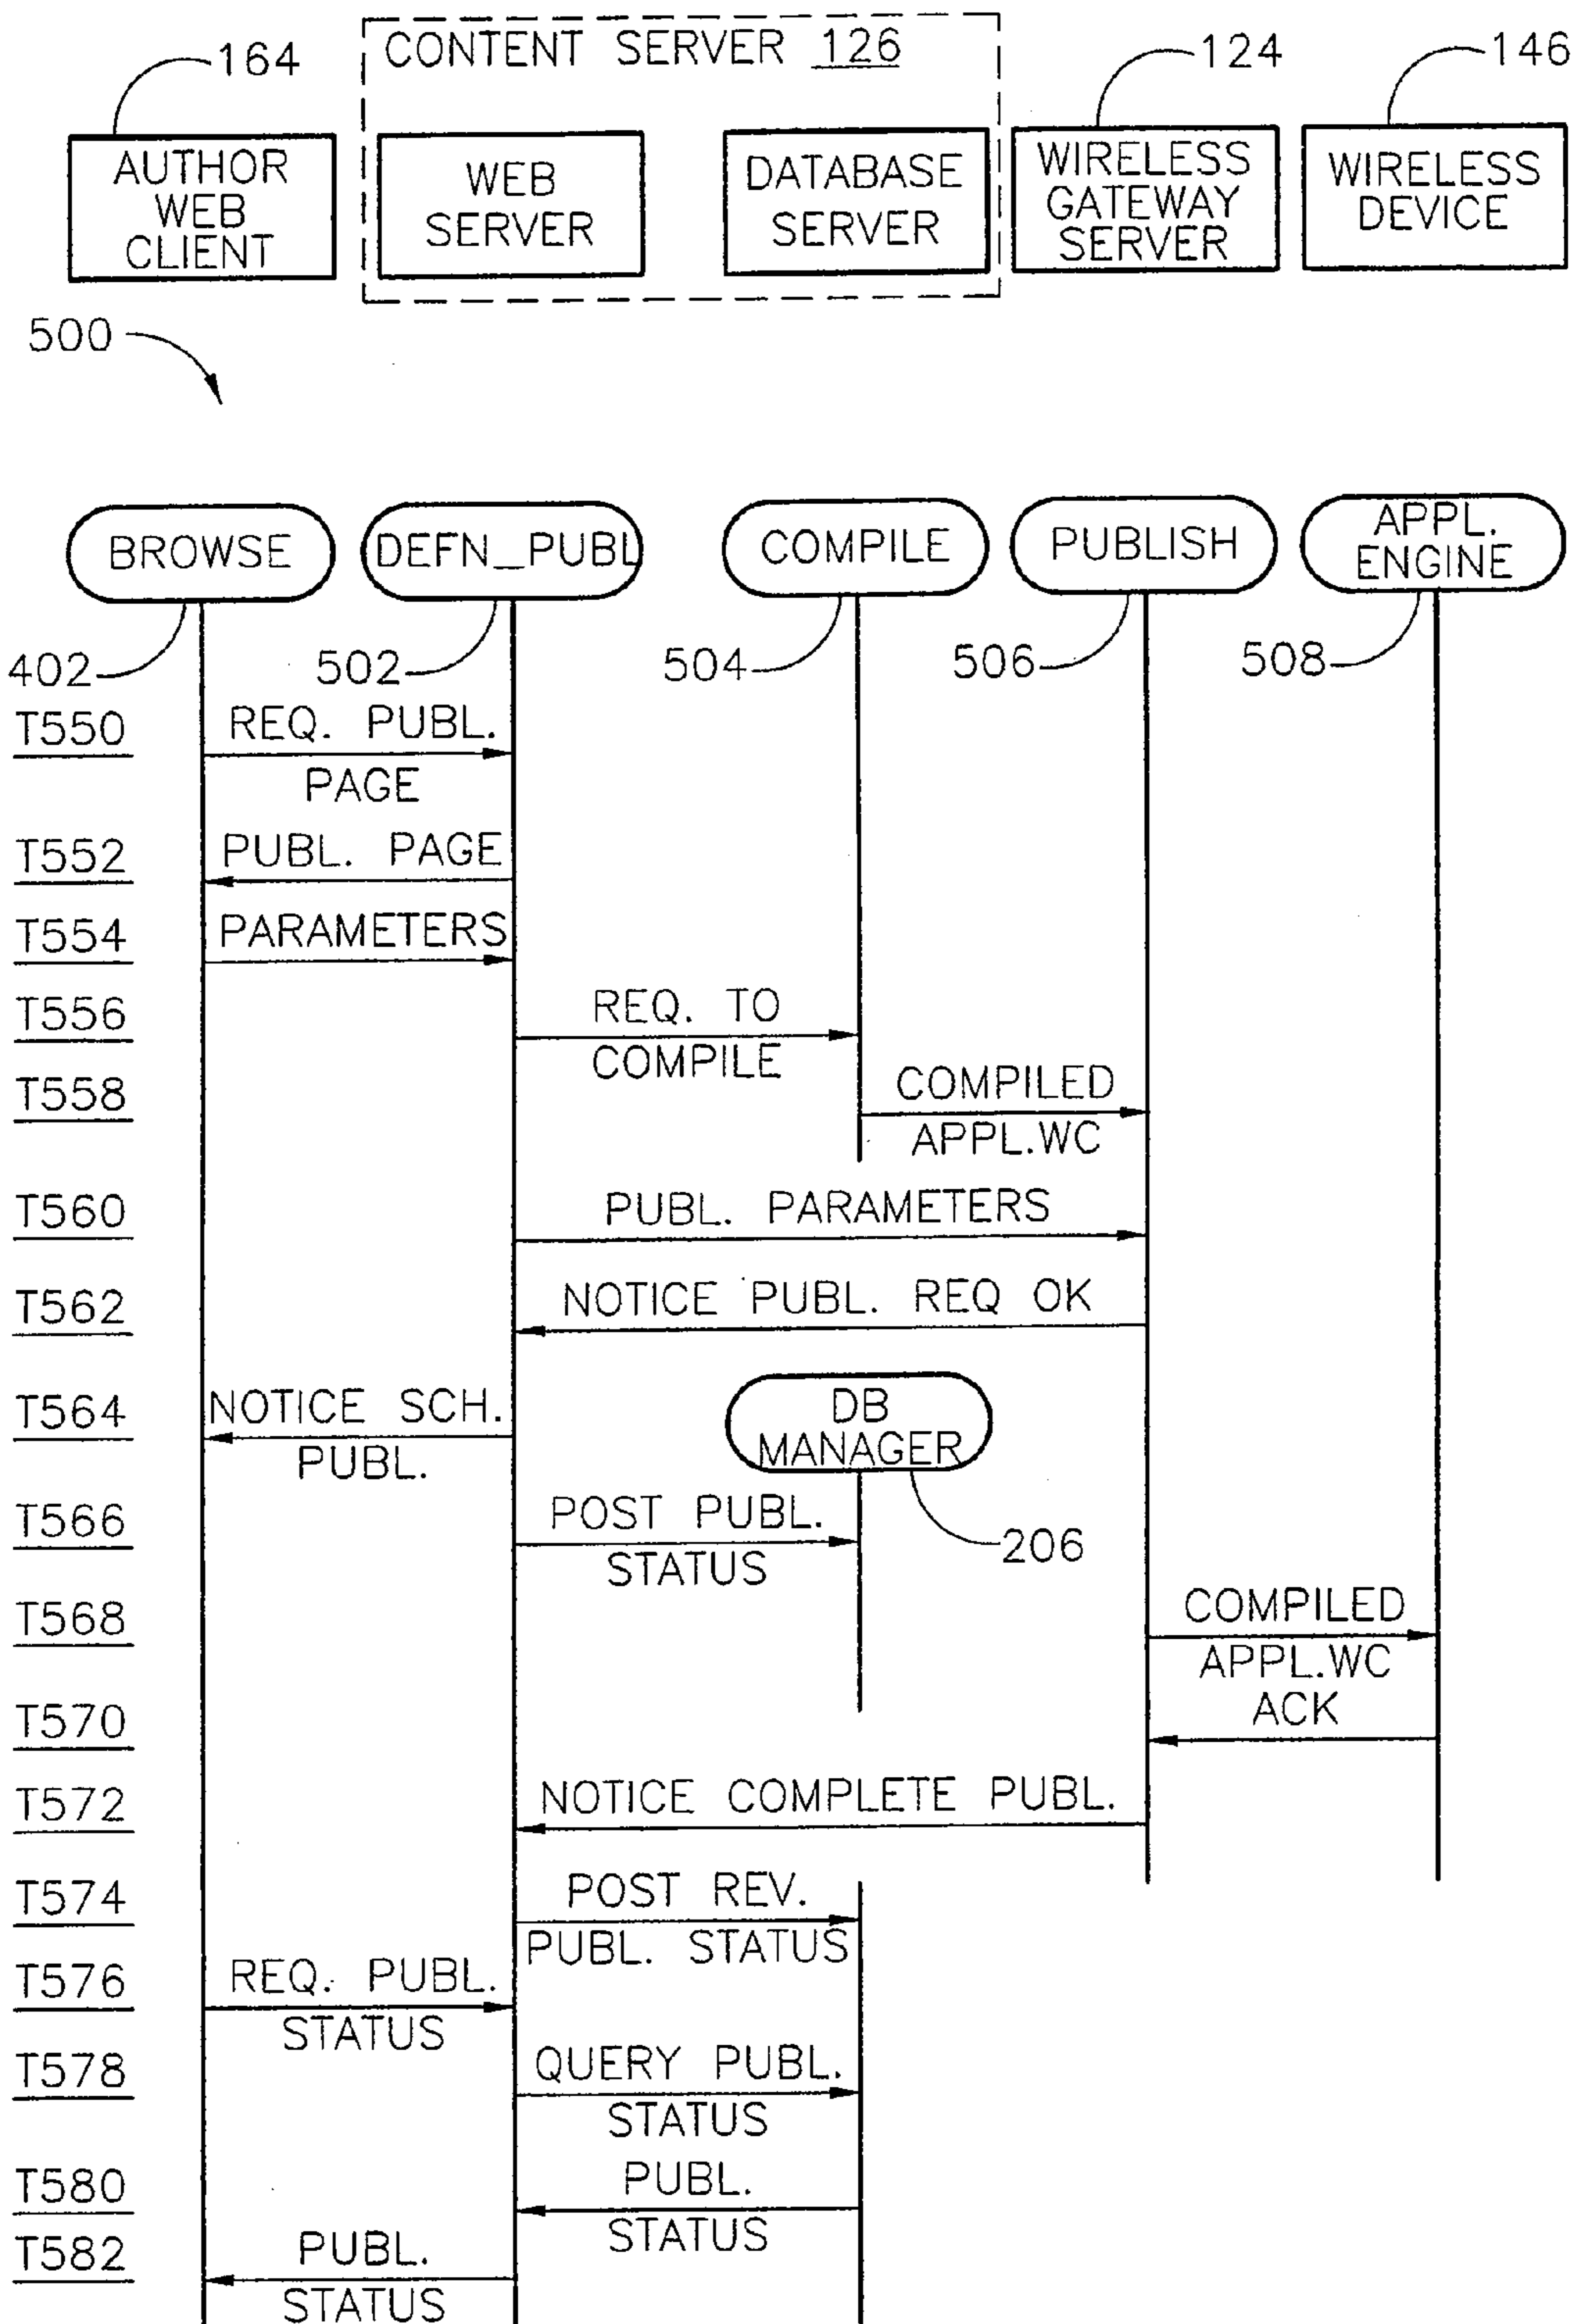 164
CONTENT SERVER 126
124
146
AUTHOR
WEB
CLIENT
WEB
SERVER
DATABASE
SERVER
WIRELESS
GATEWAY
SERVER
WIRELESS
DEVICE
500
BROWSE
DEFN_PUBL
COMPILE
PUBLISH
APPL.
ENGINE
402
502
504
506
508
T550
REQ. PUBL.
PAGE
T552
PUBL. PAGE
T554
PARAMETERS
T556
REQ. TO
COMPILE
T558
COMPILED
APPL.WC
T560
PUBL. PARAMETERS
T562
NOTICE PUBL. REQ OK
T564
NOTICE SCH.
PUBL.
DB
MANAGER
T566
POST PUBL.
STATUS
206
T568
COMPILED
APPL.WC
T570
ACK
T572
NOTICE COMPLETE PUBL.
T574
POST REV.
PUBL. STATUS
T576
REQ. PUBL.
STATUS
T578
QUERY PUBL.
STATUS
T580
PUBL.
STATUS
T582
PUBL.
STATUS